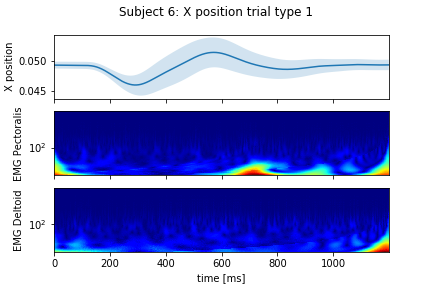 Subject 6: X position trial type 1
X position
0.050
0.045
EMG Pectoralis
10²
EMG Deltoid
10²
0 200 400 600 800 1000
time [ms]